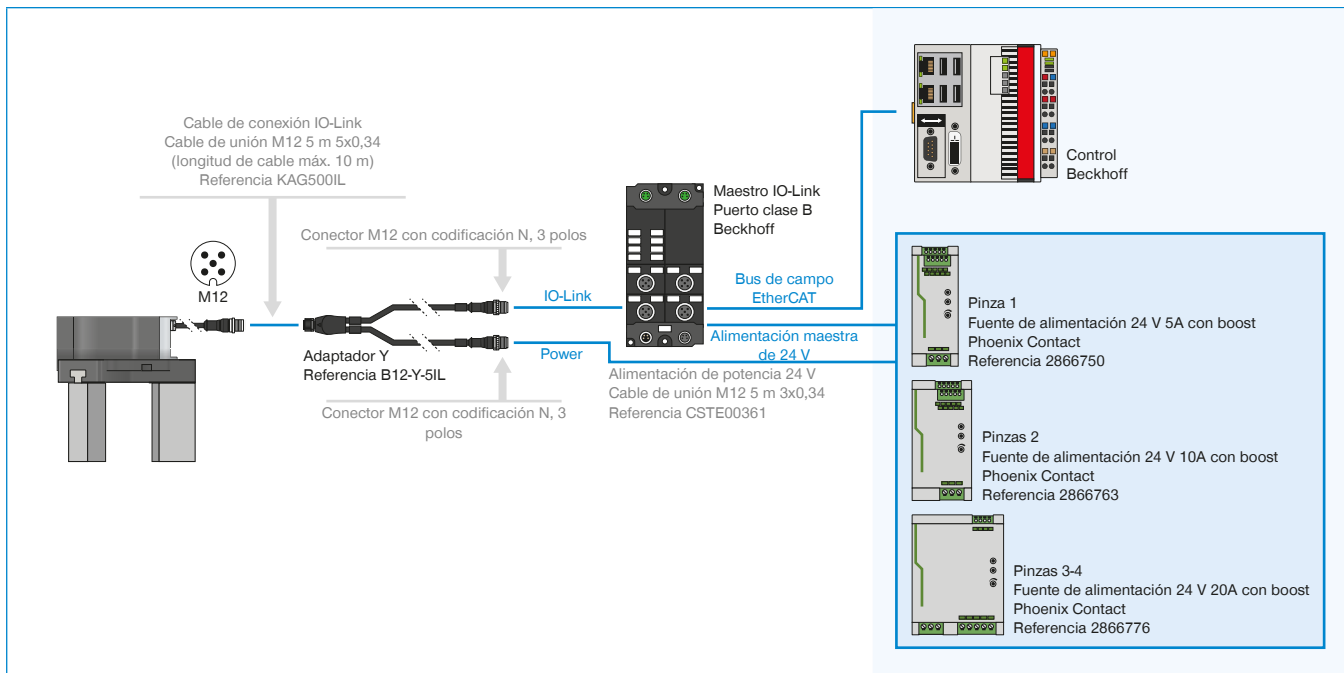 Cable de conexión IO-Link
Cable de unión M12 5 m 5x0,34
(longitud de cable máx. 10 m)
Referencia KAG500IL
M12
Conector M12 con codificación N, 3 polos
Adaptador Y
Referencia B12-Y-5IL
Conector M12 con codificación N, 3
polos
IO-Link
Power
Maestro IO-Link
Puerto clase B
Beckhoff
Bus de campo
EtherCAT
Alimentación maestra
de 24 V
Alimentación de potencia 24 V
Cable de unión M12 5 m 3x0,34
Referencia CSTE00361
Control
Beckhoff
Pinza 1
Fuente de alimentación 24 V 5A con boost
Phoenix Contact
Referencia 2866750
Pinzas 2
Fuente de alimentación 24 V 10A con boost
Phoenix Contact
Referencia 2866763
Pinzas 3-4
Fuente de alimentación 24 V 20A con boost
Phoenix Contact
Referencia 2866776